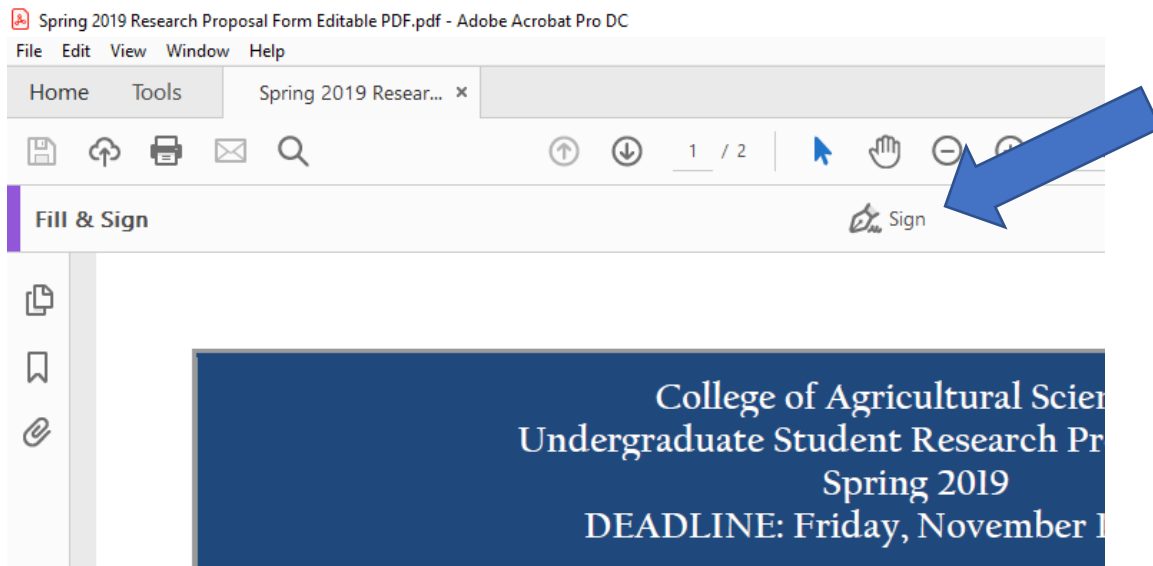 Spring 2019 Research Proposal Form Editable PDF.pdf - Adobe Acrobat Pro DC
File Edit View Window Help
Home Tools Spring 2019 Resear... ×
1 / 2
Fill & Sign
Sign
College of Agricultural
Undergraduate Student Research
Spring 2019
DEADLINE: Friday, November